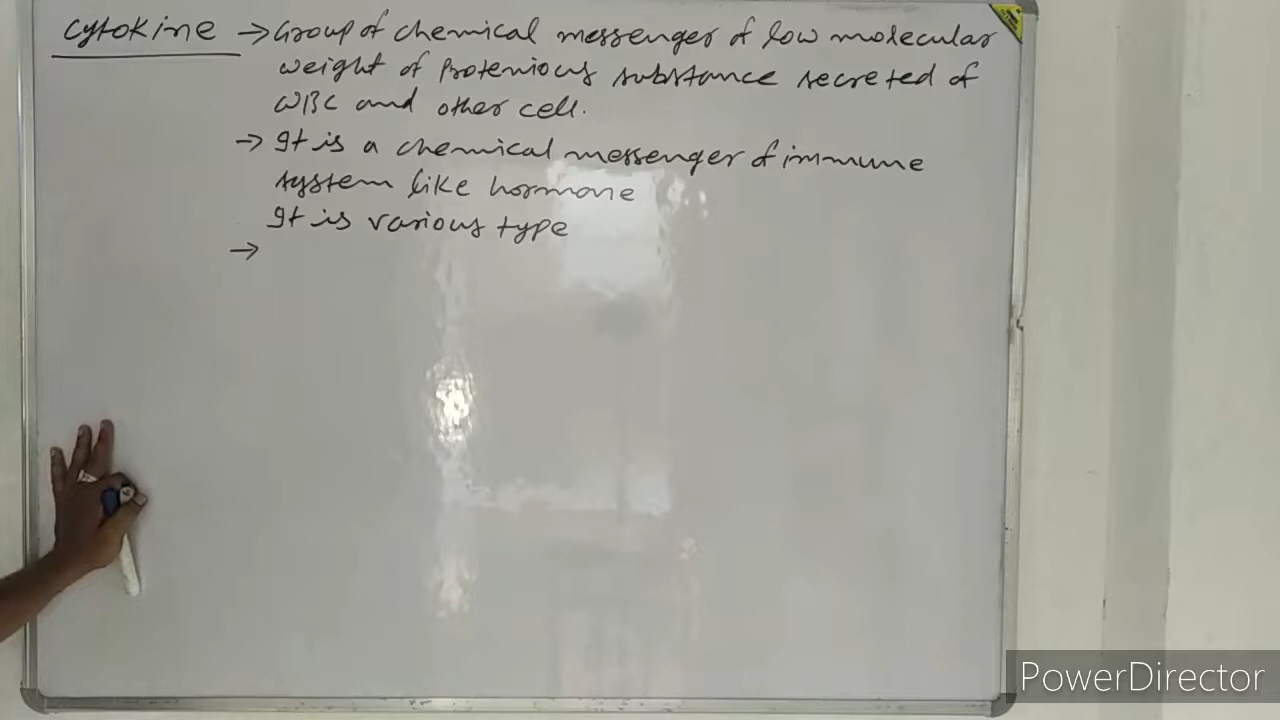 Cytokine → Group of chemical messenger of low molecular
weight of Protenious substance secreted of
WBC and other cell.
→ It is a chemical messenger of immune
system like hormone
It is various type
→
PowerDirector